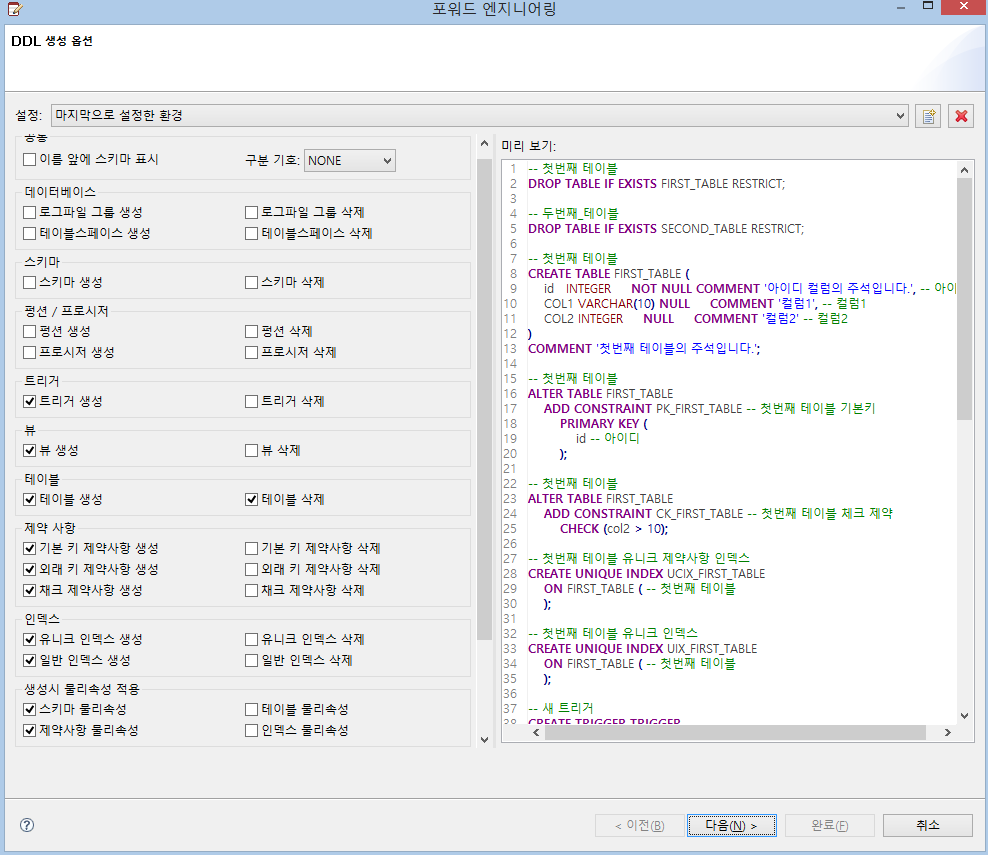 포워드 엔지니어링
DDL 생성 옵션
설정: 마지막으로 설정한 환경
공통
이름 앞에 스키마 표시 구분 기호: NONE
데이터베이스
로그파일 그룹 생성 로그파일 그룹 삭제
테이블스페이스 생성 테이블스페이스 삭제
스키마
스키마 생성 스키마 삭제
펑션 / 프로시저
펑션 생성 펑션 삭제
프로시저 생성 프로시저 삭제
트리거
트리거 생성 트리거 삭제
뷰
뷰 생성 뷰 삭제
테이블
테이블 생성 테이블 삭제
제약 사항
기본 키 제약사항 생성 기본 키 제약사항 삭제
외래 키 제약사항 생성 외래 키 제약사항 삭제
채크 제약사항 생성 채크 제약사항 삭제
인덱스
유니크 인덱스 생성 유니크 인덱스 삭제
일반 인덱스 생성 일반 인덱스 삭제
생성시 물리속성 적용
스키마 물리속성 테이블 물리속성
제약사항 물리속성 인덱스 물리속성
미리 보기:
1 -- 첫번째 테이블
2 DROP TABLE IF EXISTS FIRST_TABLE RESTRICT;
3
4 -- 두번째_테이블
5 DROP TABLE IF EXISTS SECOND_TABLE RESTRICT;
6
7 -- 첫번째 테이블
8 CREATE TABLE FIRST_TABLE (
9 id INTEGER NOT NULL COMMENT '아이디 컬럼의 주석입니다.', -- 아이
10 COL1 VARCHAR(10) NULL COMMENT '컬럼1', -- 컬럼1
11 COL2 INTEGER NULL COMMENT '컬럼2' -- 컬럼2
12 )
13 COMMENT '첫번째 테이블의 주석입니다.';
14
15 -- 첫번째 테이블
16 ALTER TABLE FIRST_TABLE
17 ADD CONSTRAINT PK_FIRST_TABLE -- 첫번째 테이블 기본키
18 PRIMARY KEY (
19 id -- 아이디
20 );
21
22 -- 첫번째 테이블
23 ALTER TABLE FIRST_TABLE
24 ADD CONSTRAINT CK_FIRST_TABLE -- 첫번째 테이블 체크 제약
25 CHECK (col2 > 10);
26
27 -- 첫번째 테이블 유니크 제약사항 인덱스
28 CREATE UNIQUE INDEX UCIX_FIRST_TABLE
29 ON FIRST_TABLE ( -- 첫번째 테이블
30 );
31
32 -- 첫번째 테이블 유니크 인덱스
33 CREATE UNIQUE INDEX UIX_FIRST_TABLE
34 ON FIRST_TABLE ( -- 첫번째 테이블
35 );
36
37 -- 새 트리거
38 CREATE TRIGGER TRIGGER
< 이전(B) 다음(N) > 완료(F) 취소